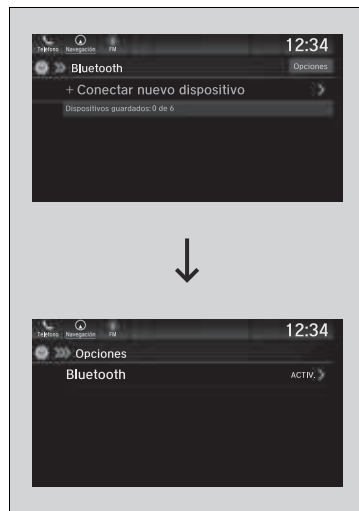 Teléfono Navegación FM 12:34
Bluetooth Opciones
+ Conectar nuevo dispositivo
Dispositivos guardados: 0 de 6
Teléfono Navegación FM 12:34
Opciones
Bluetooth ACTIV.